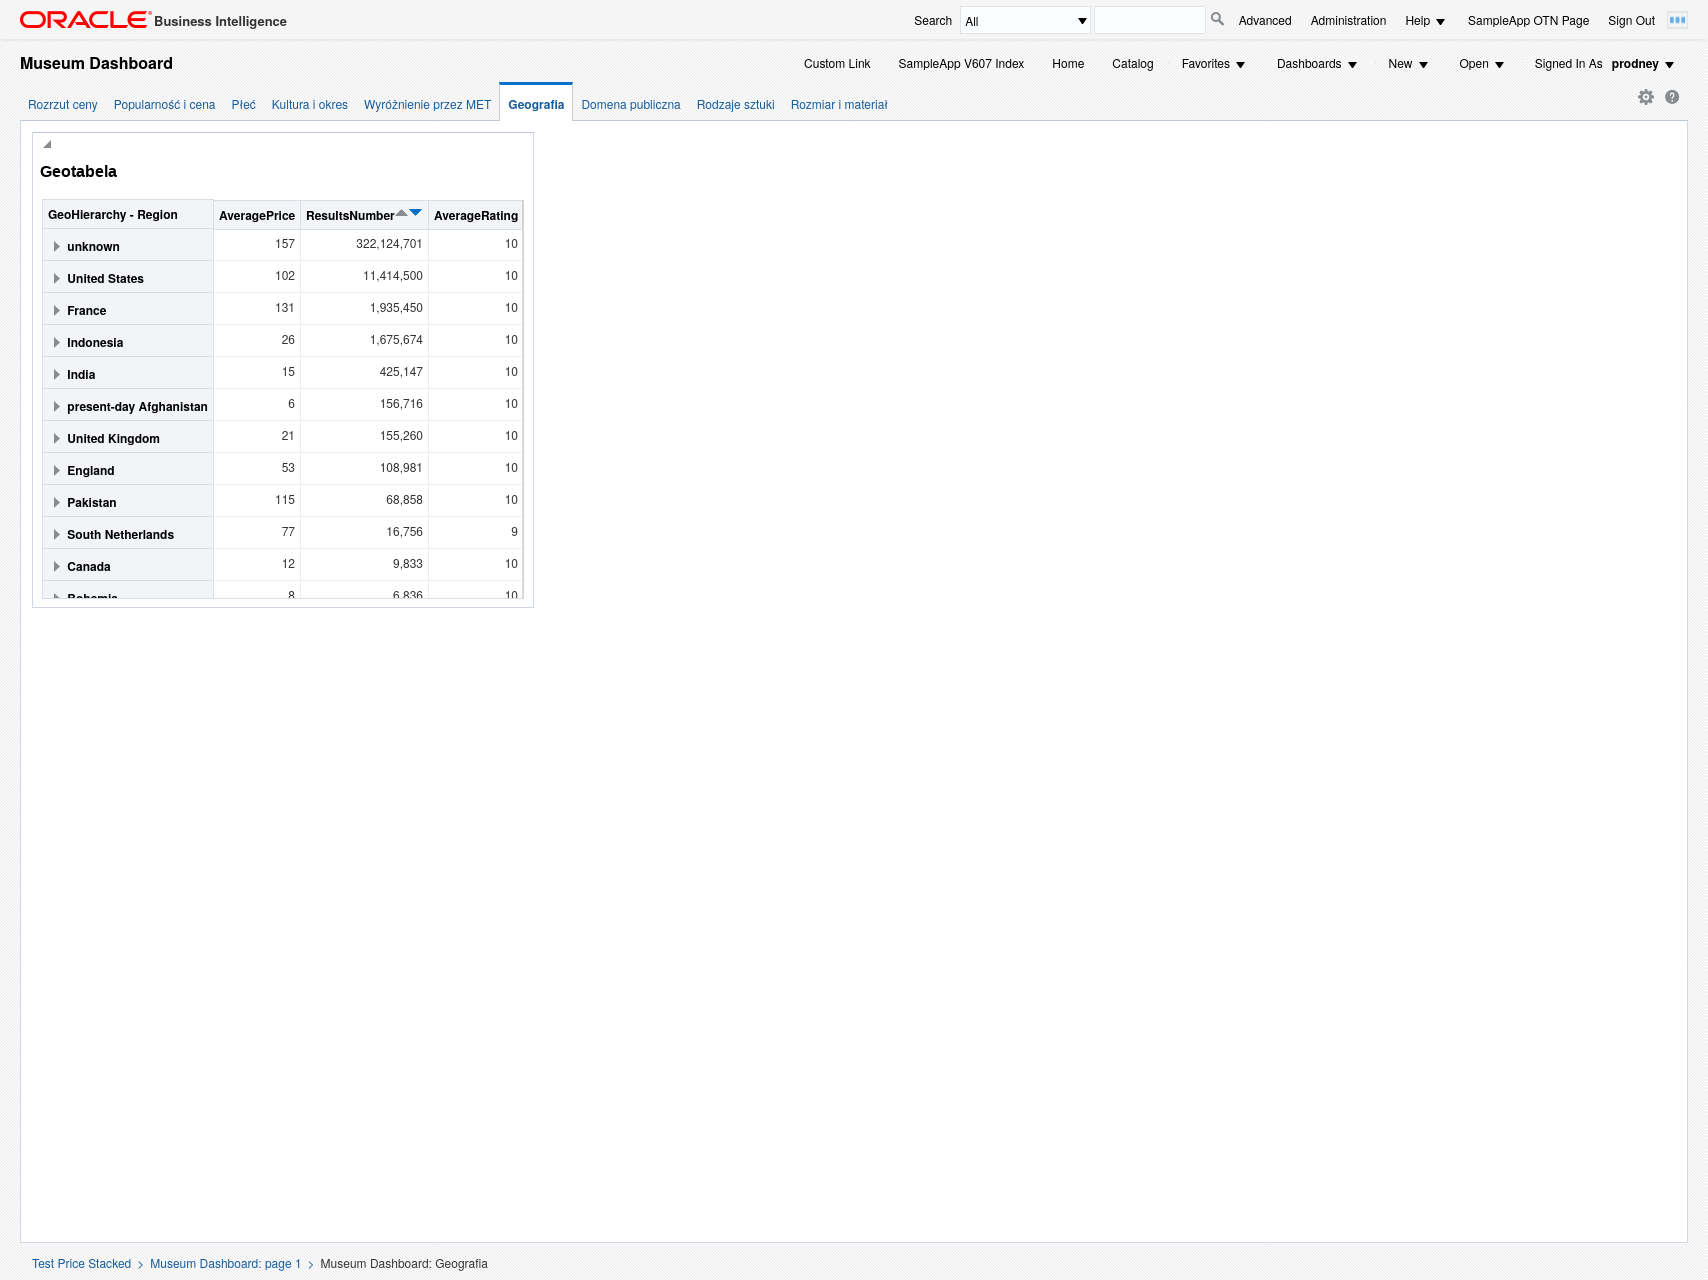 ORACLE Business Intelligence Search All Advanced Administration Help SampleApp OTN Page Sign Out
Museum Dashboard Custom Link SampleApp V607 Index Home Catalog Favorites Dashboards New Open Signed In As prodney
Rozrzut ceny Popularność i cena Płeć Kultura i okres Wyróżnienie przez MET Geografia Domena publiczna Rodzaje sztuki Rozmiar i materiał
Geotabela
GeoHierarchy - Region AveragePrice ResultsNumber AverageRating
unknown 157 322,124,701 10
United States 102 11,414,500 10
France 131 1,935,450 10
Indonesia 26 1,675,674 10
India 15 425,147 10
present-day Afghanistan 6 156,716 10
United Kingdom 21 155,260 10
England 53 108,981 10
Pakistan 115 68,858 10
South Netherlands 77 16,756 9
Canada 12 9,833 10
Bohemia 8 6,836 10
Test Price Stacked > Museum Dashboard: page 1 > Museum Dashboard: Geografia